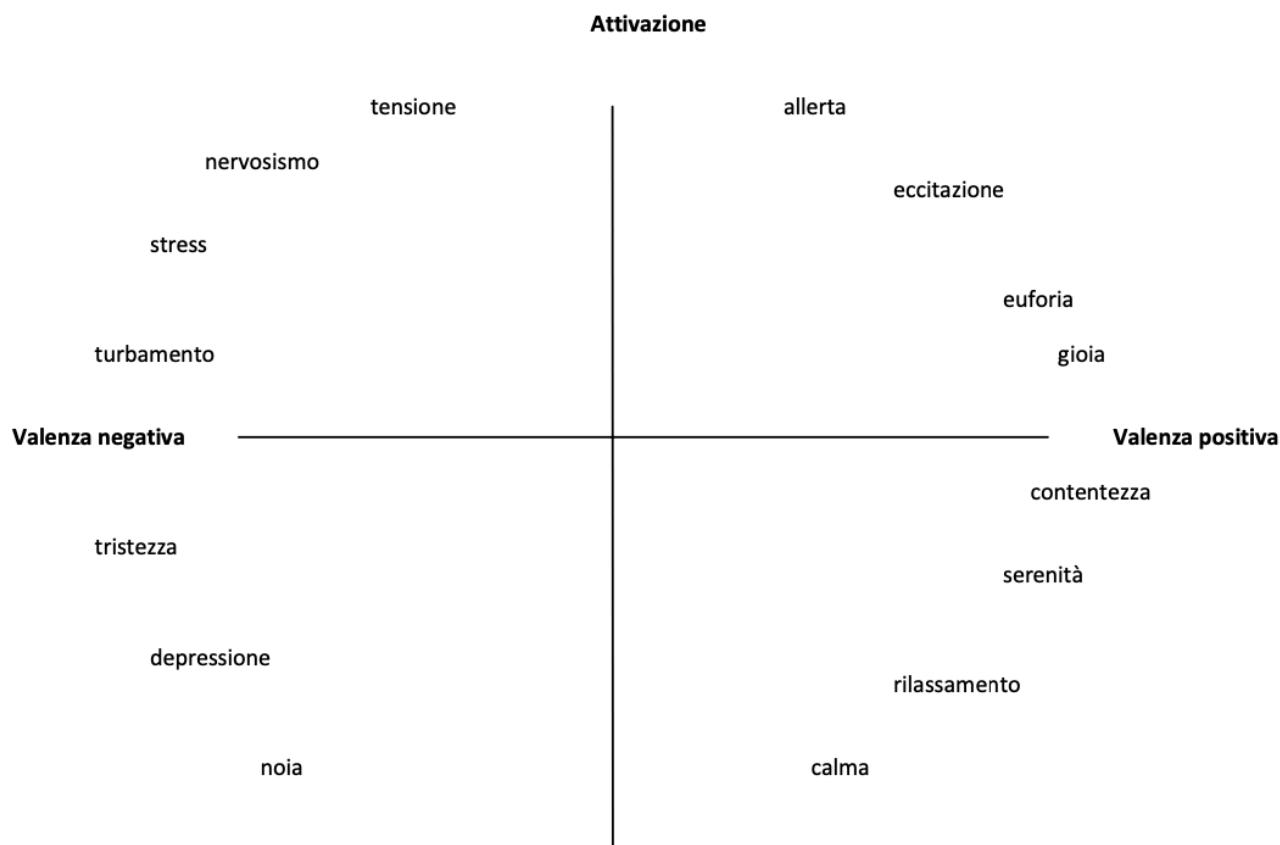 Attivazione
tensione allerta
nervosismo
eccitazione
stress
euforia
turbamento gioia
Valenza negativa Valenza positiva
contentezza
tristezza
serenità
depressione
rilassamento
noia calma